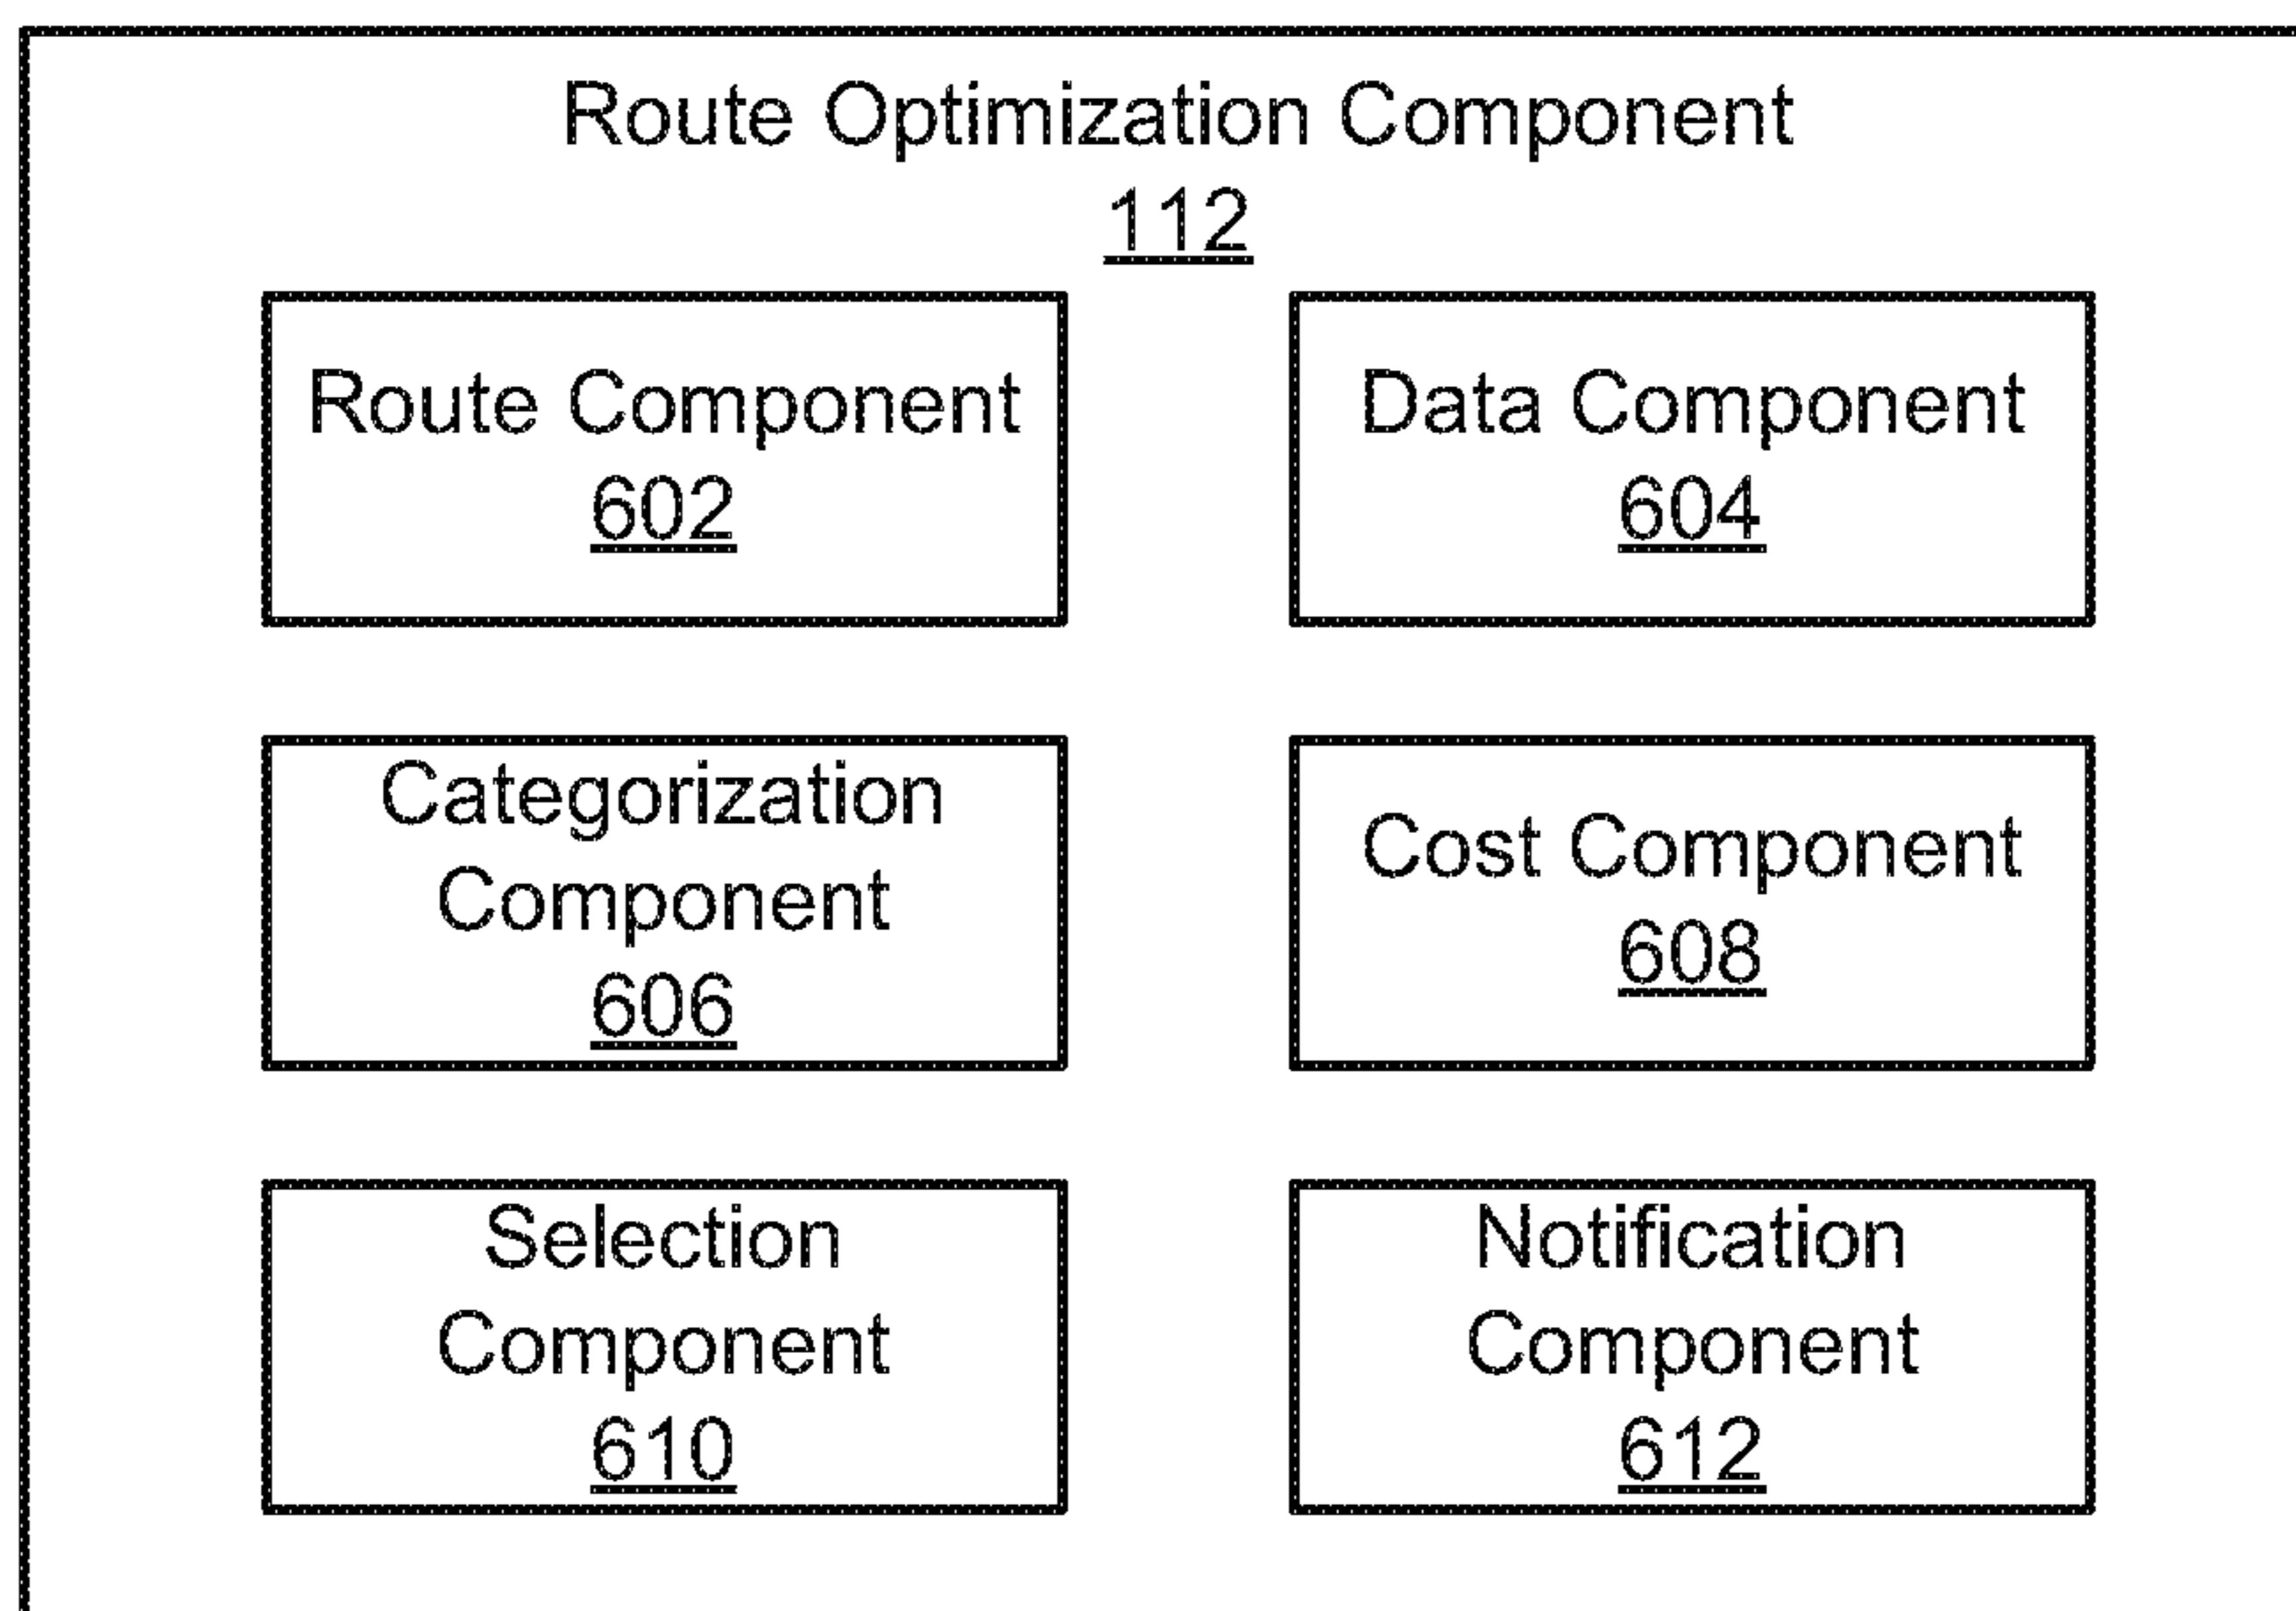 Route Optimization Component
112
Route Component
602
Data Component
604
Categorization
Component
606
Cost Component
608
Selection
Component
610
Notification
Component
612